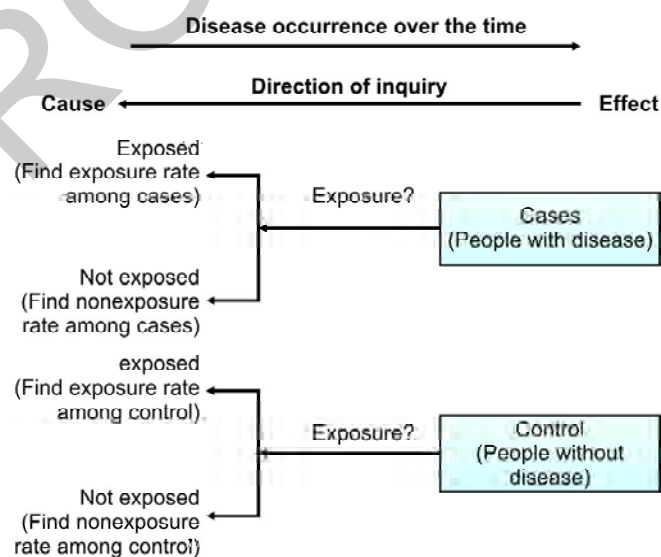 Disease occurrence over the time
Direction of inquiry
Cause
Effect
Exposed
(Find exposure rate
among cases)
Exposure?
Cases
(People with disease)
Not exposed
(Find nonexposure
rate among cases)
exposed
(Find exposure rate
among control)
Exposure?
Control
(People without
disease)
Not exposed
(Find nonexposure
rate among control)